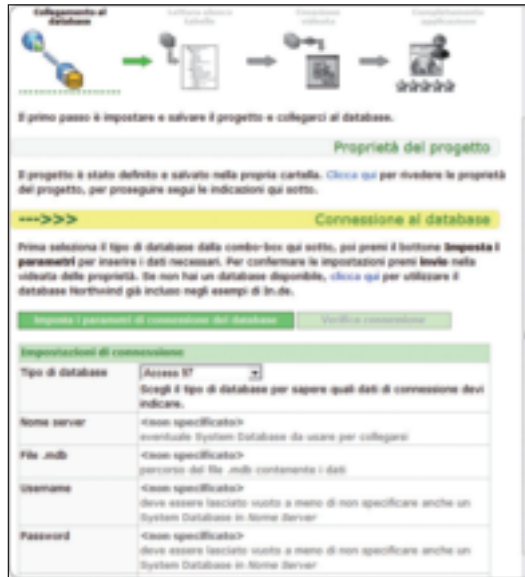 Collegamento al database
Lettura elenco tabelle
Creazione videata
Completamento applicazione
Il primo passo è impostare e salvare il progetto e collegarci al database.
Proprietà del progetto
Il progetto è stato definito e salvato nella propria cartella. Clicca qui per rivedere le proprietà
del progetto, per proseguire segui le indicazioni qui sotto.
--->>>
Connessione al database
Prima seleziona il tipo di database dalla combo-box qui sotto, poi premi il bottone Imposta i
parametri per inserire i dati necessari. Per confermare le impostazioni premi Invio nella
videata delle proprietà. Se non hai un database disponibile, clicca qui per utilizzare il
database Northwind già incluso negli esempi di In.de.
Imposta i parametri di connessione del database
Verifica connessione
Impostazioni di connessione
Tipo di database
Access 97
Scegli il tipo di database per sapere quali dati di connessione devi
indicare.
Nome server
<non specificato>
eventuale System Database da usare per collegarsi
File .mdb
<non specificato>
percorso del file .mdb contenente i dati
Username
<non specificato>
deve essere lasciato vuoto a meno di non specificare anche un
System Database in Nome Server
Password
<non specificato>
deve essere lasciato vuoto a meno di non specificare anche un
System Database in Nome Server